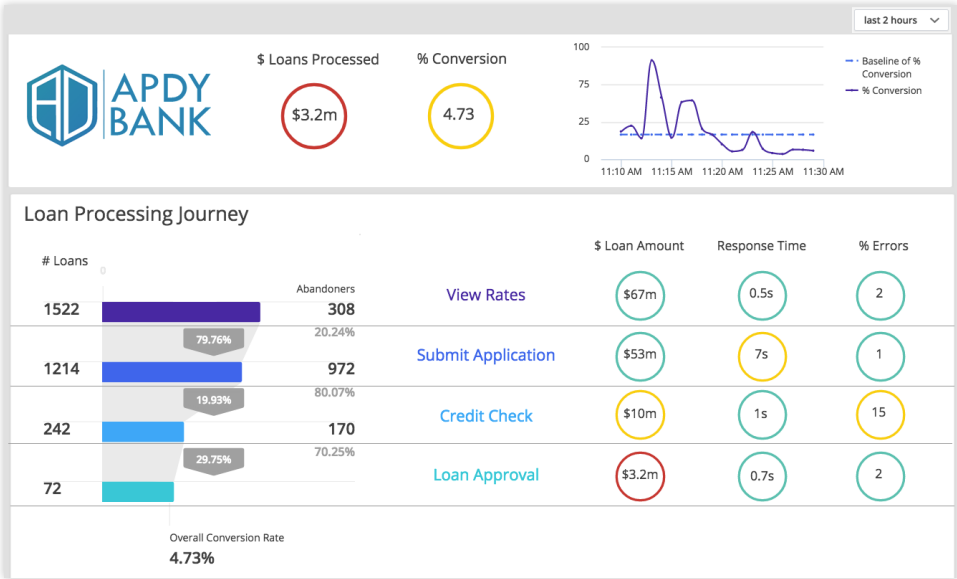 last 2 hours
APDY
BANK
$ Loans Processed
$3.2m
% Conversion
4.73
100
75
25
0
11:10 AM 11:15 AM 11:20 AM 11:25 AM 11:30 AM
Baseline of %
Conversion
% Conversion
Loan Processing Journey
# Loans
0
Abandoners
$ Loan Amount Response Time % Errors
1522 308 View Rates $67m 0.5s 2
79.76% 20.24%
1214 972 Submit Application $53m 7s 1
19.93% 80.07%
242 170 Credit Check $10m 1s 15
29.75% 70.25%
72 Loan Approval $3.2m 0.7s 2
Overall Conversion Rate
4.73%